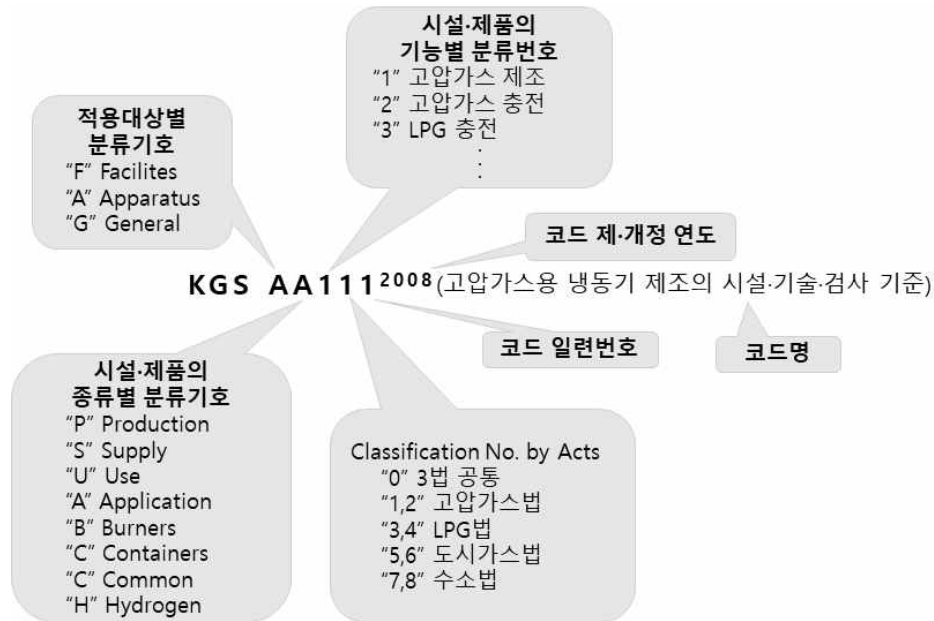 시설·제품의
기능별 분류번호
“1” 고압가스 제조
“2” 고압가스 충전
“3” LPG 충전
:
:
적용대상별
분류기호
“F” Facilites
“A” Apparatus
“G” General
코드 제·개정 연도
KGS AA111²⁰⁰⁸(고압가스용 냉동기 제조의 시설·기술·검사 기준)
코드 일련번호
코드명
시설·제품의
종류별 분류기호
“P” Production
“S” Supply
“U” Use
“A” Application
“B” Burners
“C” Containers
“C” Common
“H” Hydrogen
Classification No. by Acts
“0” 3법 공통
“1,2” 고압가스법
“3,4” LPG법
“5,6” 도시가스법
“7,8” 수소법